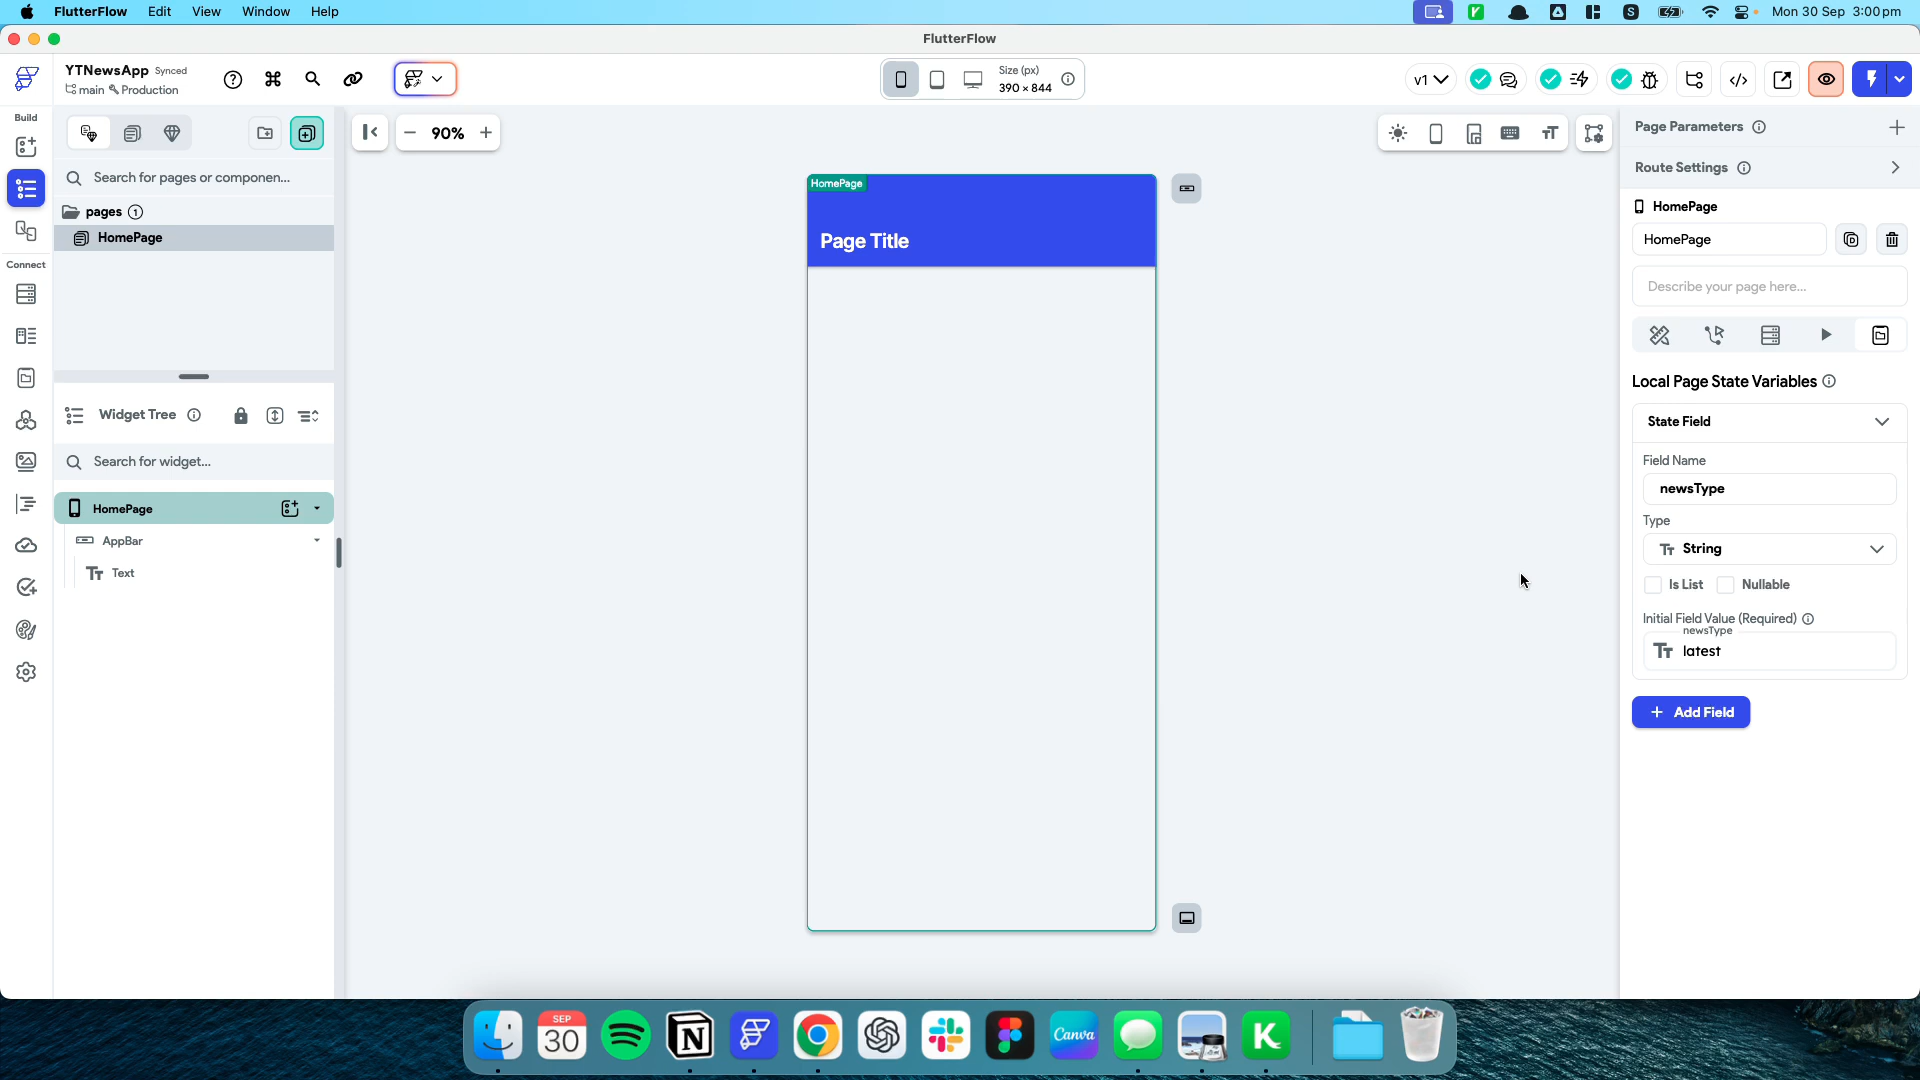 FlutterFlow Edit View Window Help
Mon 30 Sep 3:00 pm
FlutterFlow
YTNewsApp Synced
main Production
Size (px)
390 × 844
v1
Build
Connect
90%
Search for pages or componen...
pages 1
HomePage
Widget Tree
Search for widget...
HomePage
AppBar
Text
HomePage
Page Title
Page Parameters
Route Settings
HomePage
HomePage
Describe your page here...
Local Page State Variables
State Field
Field Name
newsType
Type
String
Is List Nullable
Initial Field Value (Required)
newsType
latest
Add Field
SEP
30
Canva
K